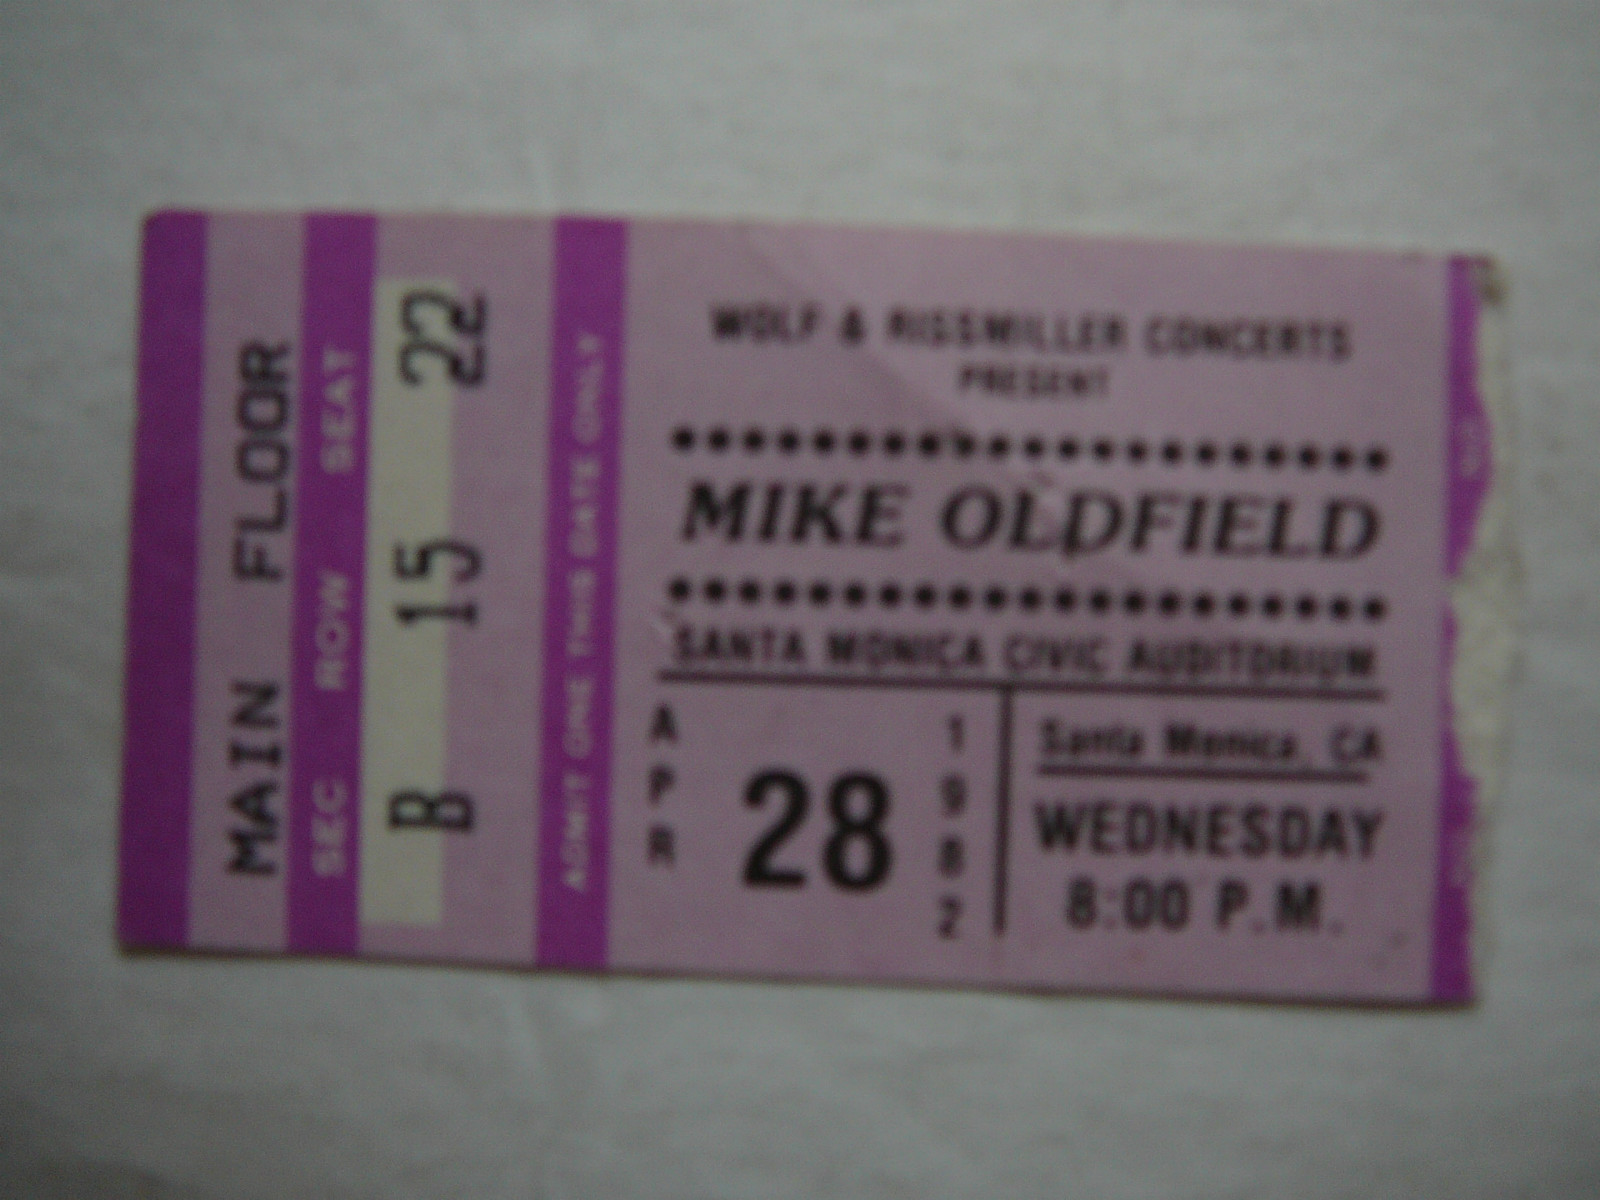 MAIN FLOOR
SEC ROW SEAT
B 15 22
ADMIT ONE THIS DATE ONLY
WOLF & RISSMILLER CONCERTS
PRESENT
MIKE OLDFIELD
SANTA MONICA CIVIC AUDITORIUM
APR 28 1982
Santa Monica, CA
WEDNESDAY
8:00 P.M.